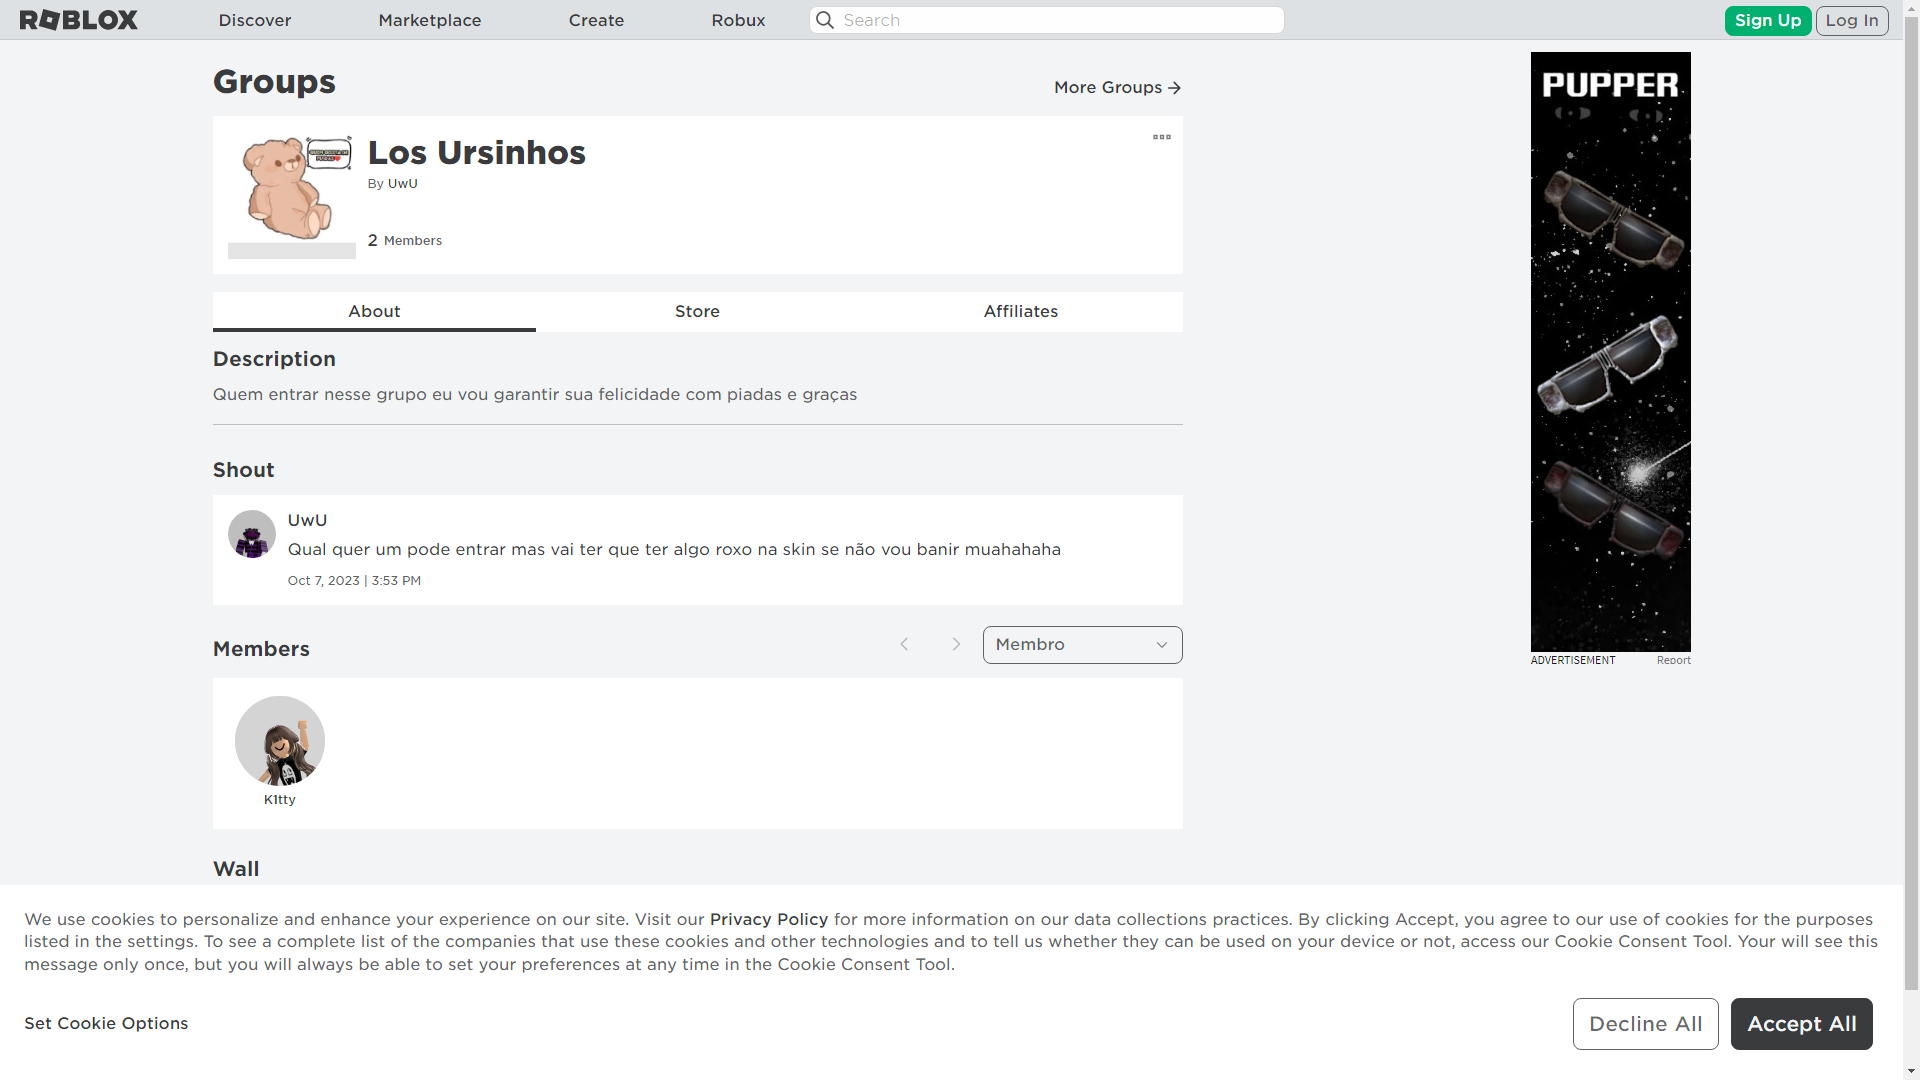 ROBLOX
Discover
Marketplace
Create
Robux
Search
Sign Up
Log In
Groups
More Groups
Los Ursinhos
By UwU
2 Members
About
Store
Affiliates
Description
Quem entrar nesse grupo eu vou garantir sua felicidade com piadas e graças
Shout
UwU
Qual quer um pode entrar mas vai ter que ter algo roxo na skin se não vou banir muahahaha
Oct 7, 2023 | 3:53 PM
Members
Membro
K1tty
Wall
PUPPER
ADVERTISEMENT
Report
We use cookies to personalize and enhance your experience on our site. Visit our Privacy Policy for more information on our data collections practices. By clicking Accept, you agree to our use of cookies for the purposes
listed in the settings. To see a complete list of the companies that use these cookies and other technologies and to tell us whether they can be used on your device or not, access our Cookie Consent Tool. Your will see this
message only once, but you will always be able to set your preferences at any time in the Cookie Consent Tool.
Set Cookie Options
Decline All
Accept All